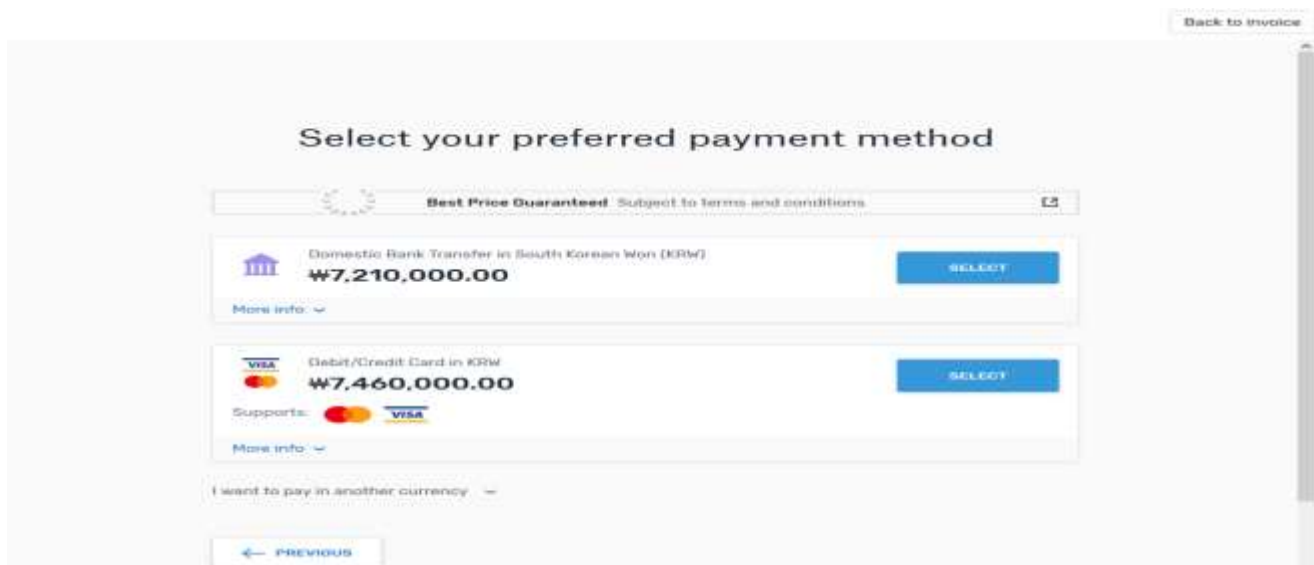 Back to invoice
Select your preferred payment method
Best Price Guaranteed Subject to terms and conditions
Domestic Bank Transfer in South Korean Won (KRW)
₩7,210,000.00
SELECT
More info
VISA
Debit/Credit Card in KRW
₩7,460,000.00
SELECT
Supports: VISA
More info
I want to pay in another currency
← PREVIOUS